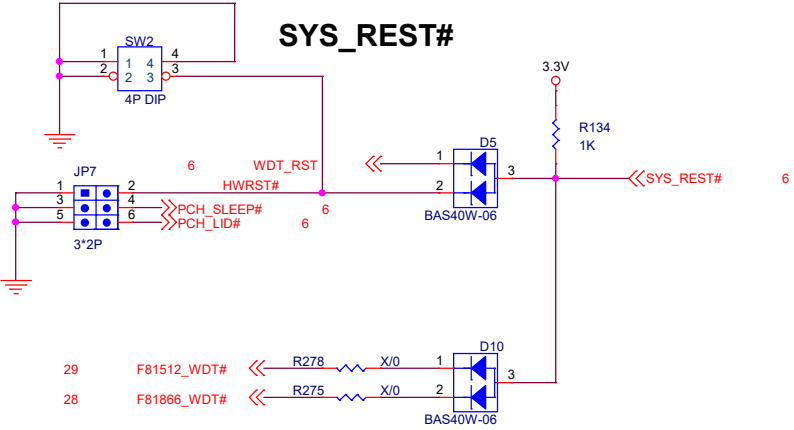 SYS_REST#
SW2
1 1 4 4
2 2 3 3
4P DIP
3.3V
R134
1K
D5
6 WDT_RST 1
3
SYS_REST# 6
JP7
1 2 HWRST# 2
BAS40W-06
3 4 PCH_SLEEP# 6
5 6 PCH_LID# 6
3*2P
D10
29 F81512_WDT# R278 X/0 1
3
28 F81866_WDT# R275 X/0 2
BAS40W-06